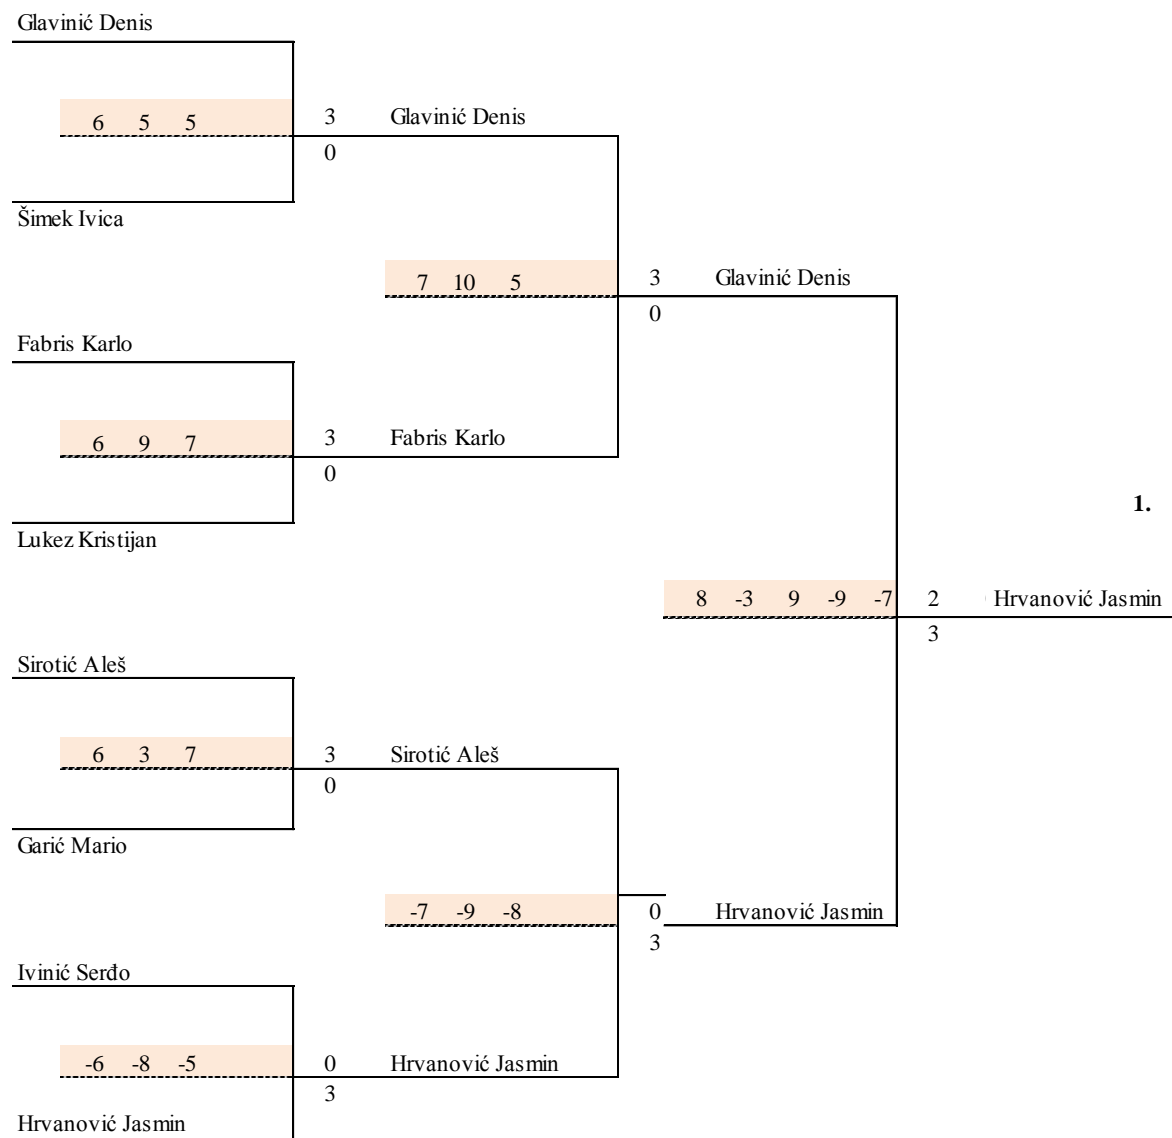 Glavinić Denis
6 5 5
3 Glavinić Denis
0
Šimek Ivica
7 10 5
3 Glavinić Denis
0
Fabris Karlo
6 9 7
3 Fabris Karlo
0
1.
Lukez Kristijan
8 -3 9 -9 -7
2 Hrvanović Jasmin
3
Sirotić Aleš
6 3 7
3 Sirotić Aleš
0
Garić Mario
-7 -9 -8
0 Hrvanović Jasmin
3
Ivinić Serđo
-6 -8 -5
0 Hrvanović Jasmin
3
Hrvanović Jasmin